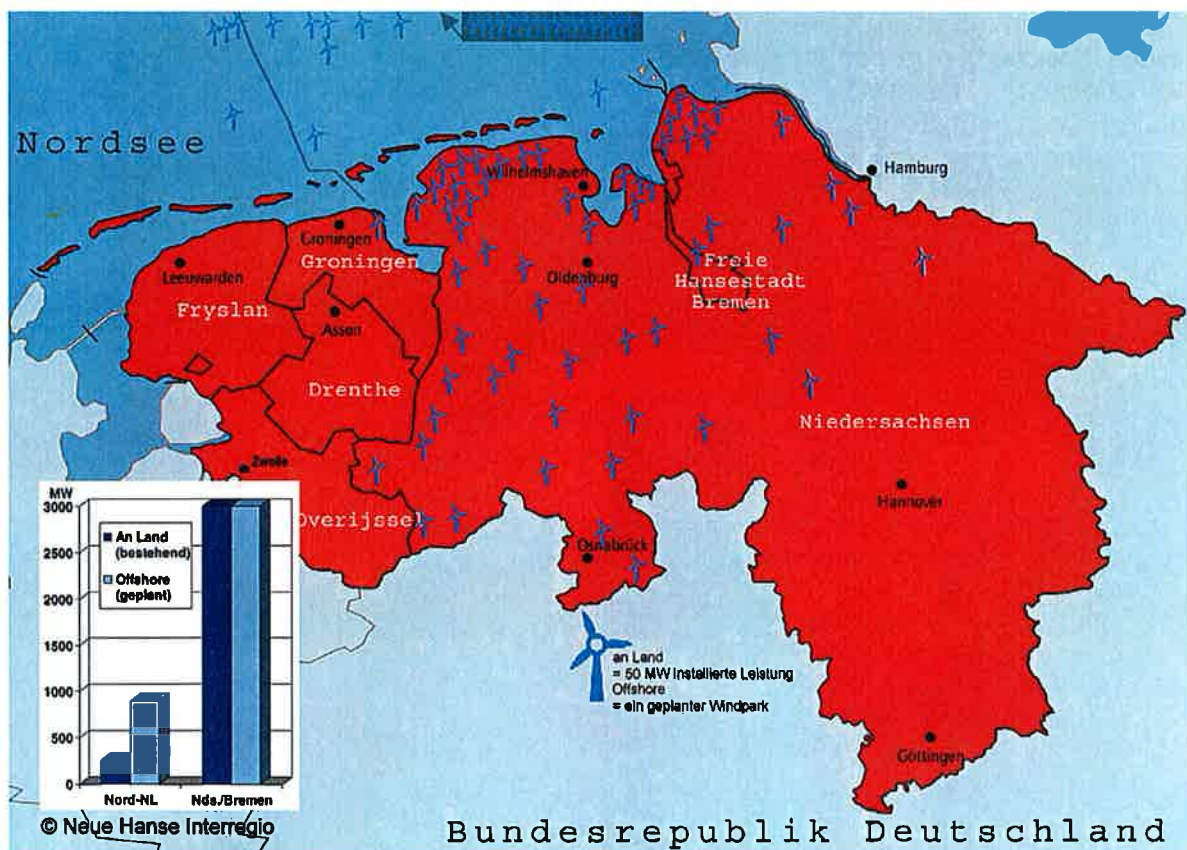 Nordsee
Hamburg
Wilhelmshaven
Groningen
Groningen
Leeuwarden
Oldenburg
Freie
Hansestadt
Bremen
Fryslan
Assen
Drenthe
Niedersachsen
Zwolle
Hannover
Overijssel
Osnabrück
MW
3000
2500
2000
1500
1000
500
0
An Land
(bestehend)
Offshore
(geplant)
Nord-NL
Nds./Bremen
an Land
= 50 MW installierte Leistung
Offshore
= ein geplanter Windpark
Göttingen
© Neue Hanse Interregio
Bundesrepublik Deutschland